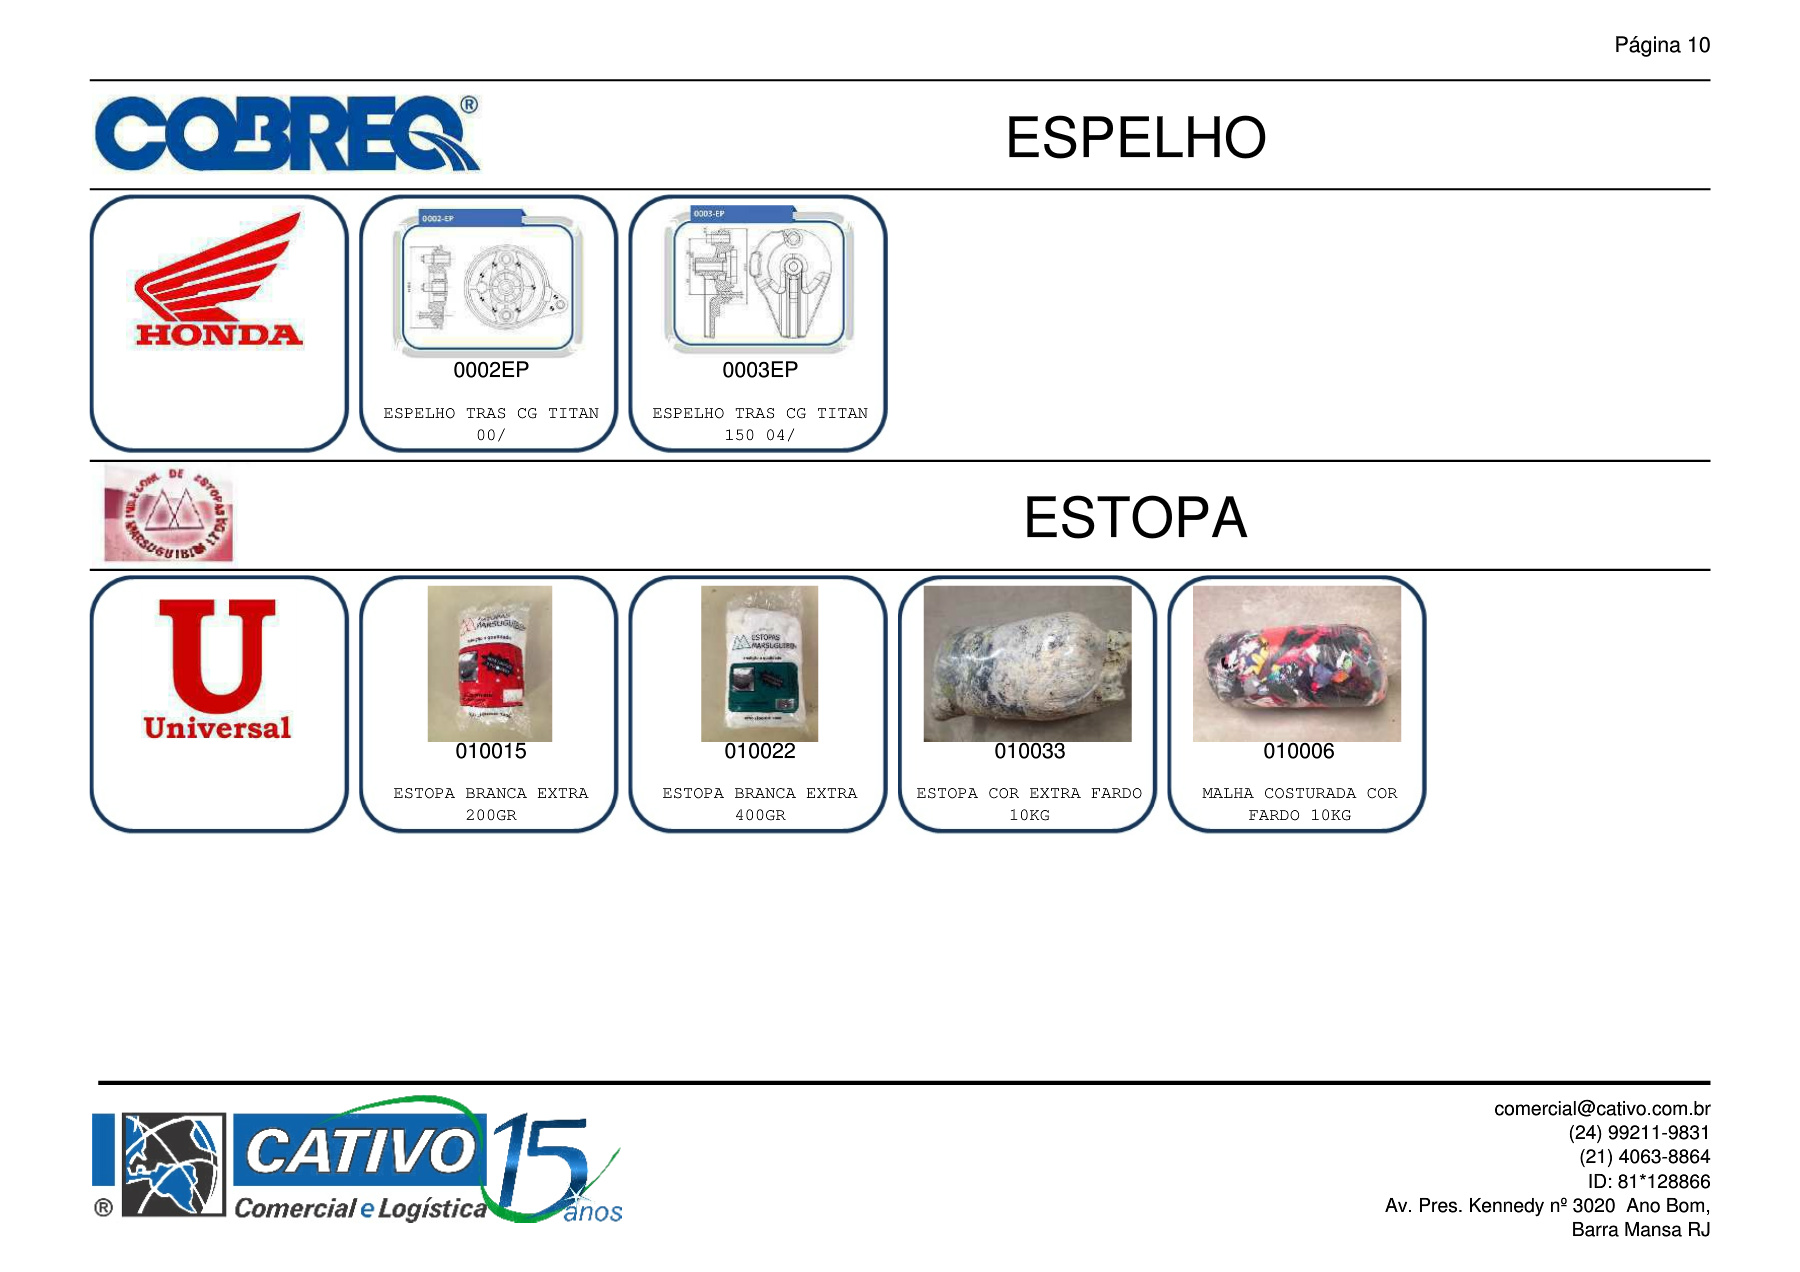 Página 10
COBREQ®
ESPELHO
HONDA
0002-EP
0002EP
ESPELHO TRAS CG TITAN
00/
0003-EP
0003EP
ESPELHO TRAS CG TITAN
150 04/
COM. DE ESTOPAS
MARSUGUIBIM LTDA
ESTOPA
U
Universal
ESTOPAS
010015
ESTOPA BRANCA EXTRA
200GR
ESTOPAS
010022
ESTOPA BRANCA EXTRA
400GR
010033
ESTOPA COR EXTRA FARDO
10KG
010006
MALHA COSTURADA COR
FARDO 10KG
CATIVO 15
® Comercial e Logística anos
comercial@cativo.com.br
(24) 99211-9831
(21) 4063-8864
ID: 81*128866
Av. Pres. Kennedy nº 3020 Ano Bom,
Barra Mansa RJ